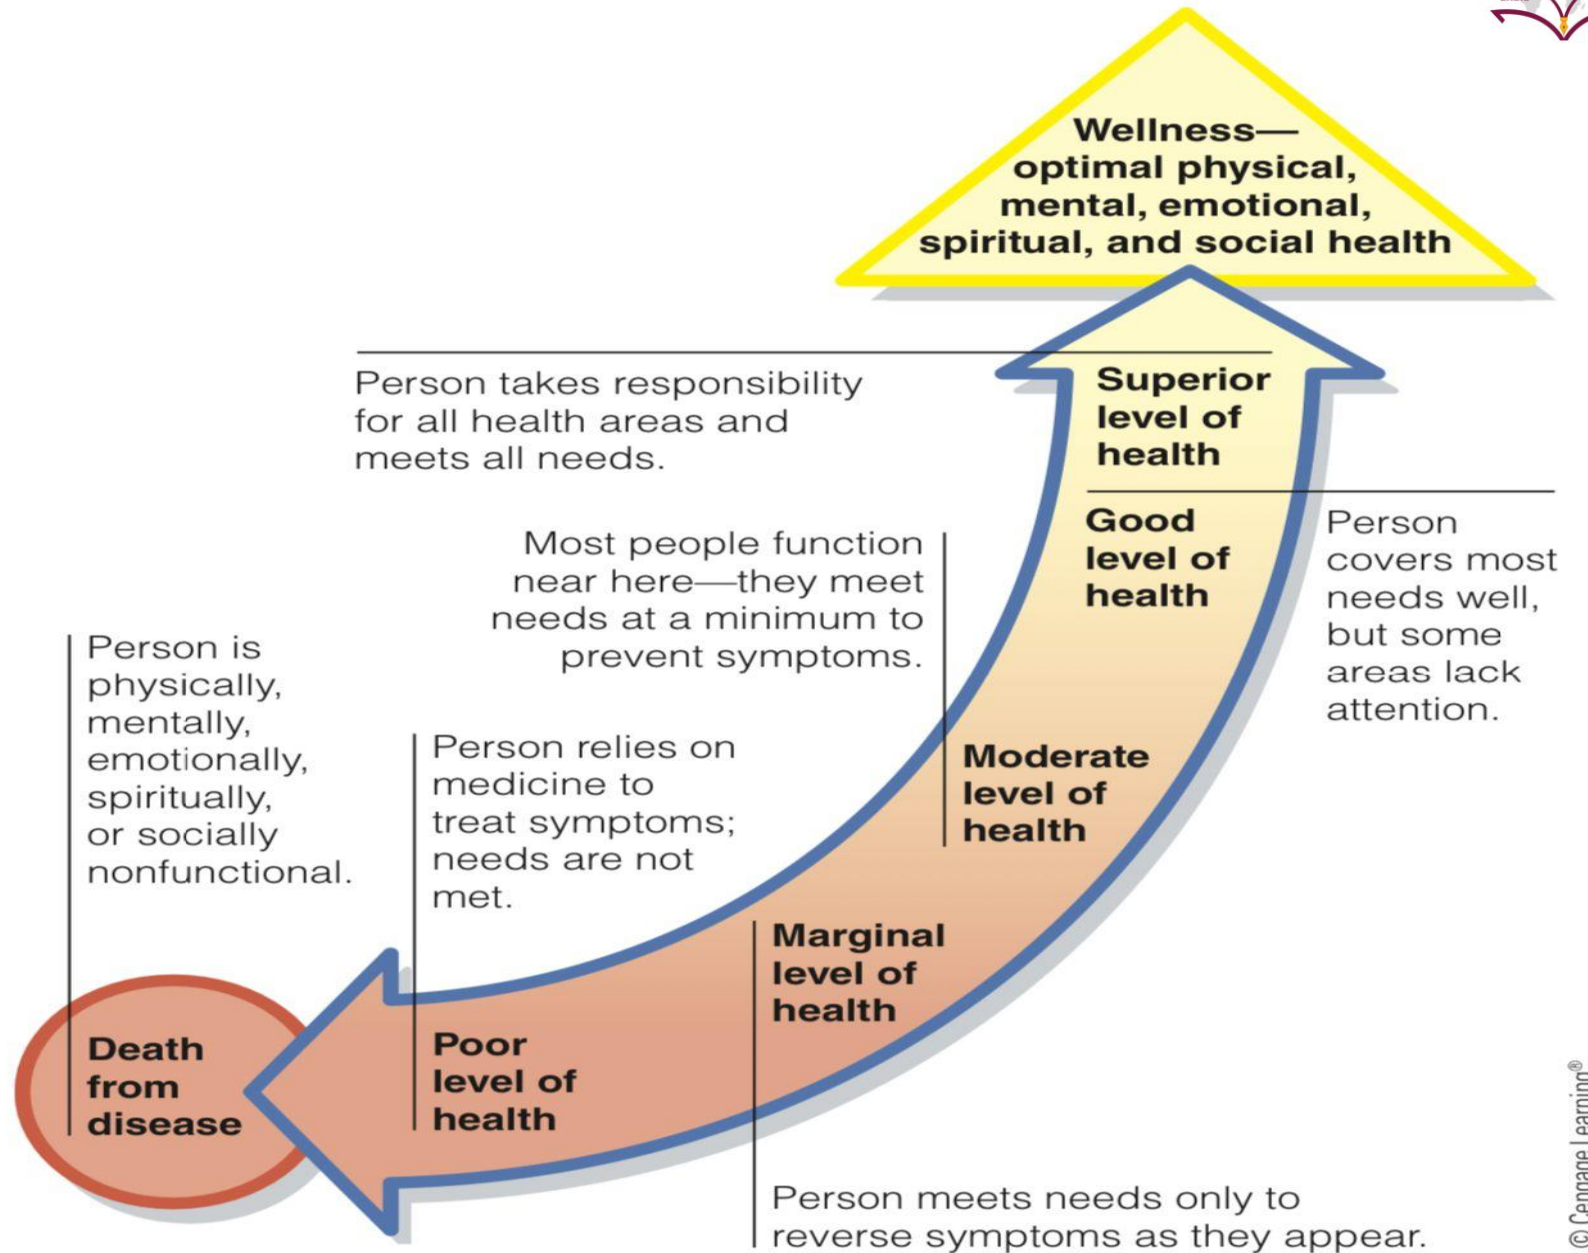 Wellness—
optimal physical,
mental, emotional,
spiritual, and social health
Person takes responsibility
for all health areas and
meets all needs.
Superior
level of
health
Good
level of
health
Person
covers most
needs well,
but some
areas lack
attention.
Most people function
near here—they meet
needs at a minimum to
prevent symptoms.
Moderate
level of
health
Person is
physically,
mentally,
emotionally,
spiritually,
or socially
nonfunctional.
Person relies on
medicine to
treat symptoms;
needs are not
met.
Marginal
level of
health
Death
from
disease
Poor
level of
health
Person meets needs only to
reverse symptoms as they appear.
© Cengage Learning®